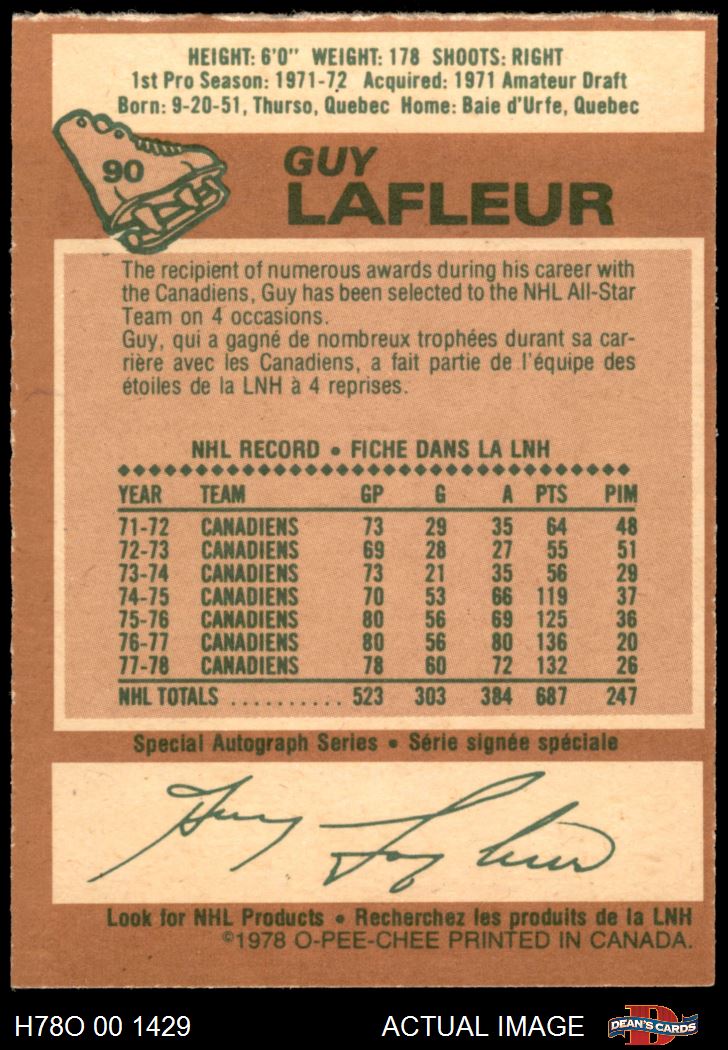 HEIGHT: 6'0" WEIGHT: 178 SHOOTS: RIGHT
1st Pro Season: 1971-72 Acquired: 1971 Amateur Draft
Born: 9-20-51, Thurso, Quebec Home: Baie d'Urfe, Quebec
90
GUY
LAFLEUR
The recipient of numerous awards during his career with
the Canadiens, Guy has been selected to the NHL All-Star
Team on 4 occasions.
Guy, qui a gagné de nombreux trophées durant sa car-
rière avec les Canadiens, a fait partie de l'équipe des
étoiles de la LNH à 4 reprises.
NHL RECORD • FICHE DANS LA LNH
YEAR TEAM GP G A PTS PIM
71-72 CANADIENS 73 29 35 64 48
72-73 CANADIENS 69 28 27 55 51
73-74 CANADIENS 73 21 35 56 29
74-75 CANADIENS 70 53 66 119 37
75-76 CANADIENS 80 56 69 125 36
76-77 CANADIENS 80 56 80 136 20
77-78 CANADIENS 78 60 72 132 26
NHL TOTALS .......... 523 303 384 687 247
Special Autograph Series • Série signée spéciale
Guy Lafleur
Look for NHL Products • Recherchez les produits de la LNH
©1978 O-PEE-CHEE PRINTED IN CANADA.
H78O 00 1429 ACTUAL IMAGE D DEAN'S CARDS